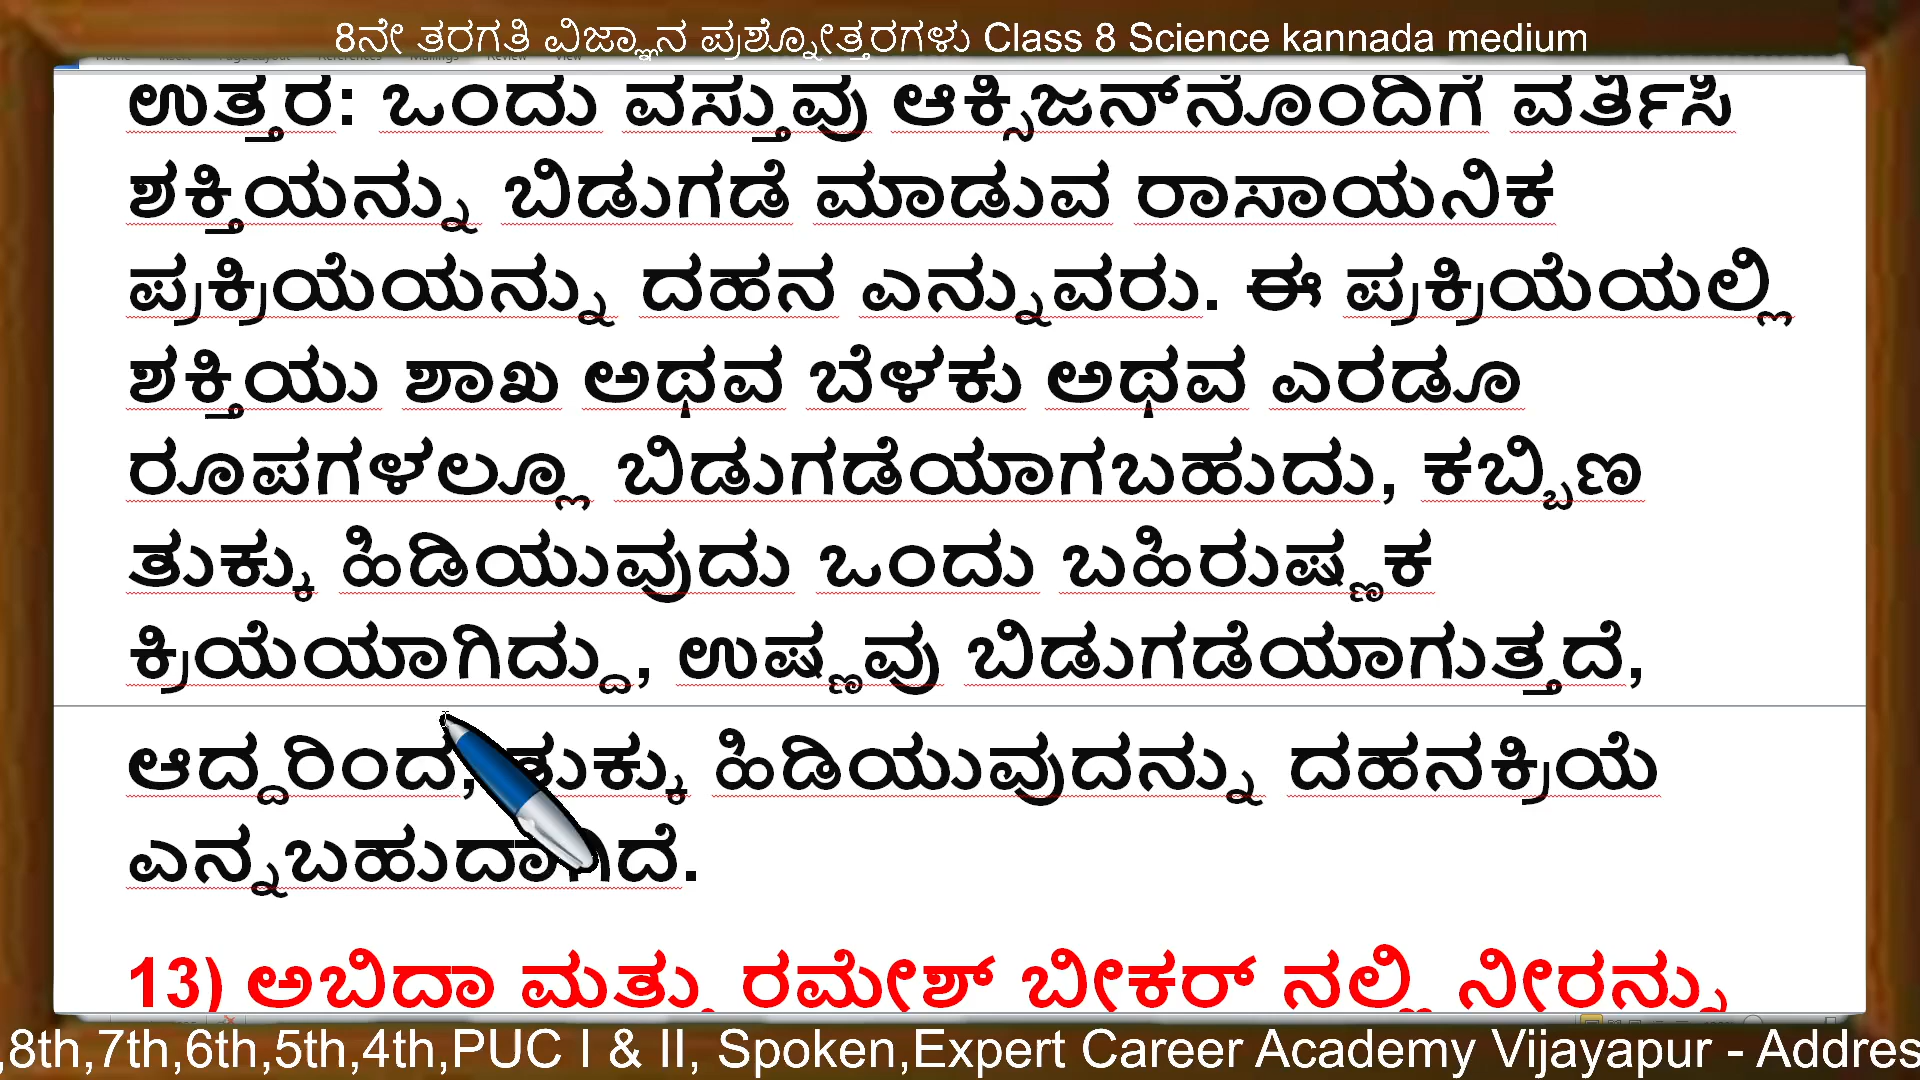 8ನೇ ತರಗತಿ ವಿಜ್ಞಾನ ಪ್ರಶ್ನೋತ್ತರಗಳು Class 8 Science kannada medium
ಉತ್ತರ: ಒಂದು ವಸ್ತುವು ಆಕ್ಸಿಜನ್‌ನೊಂದಿಗೆ ವರ್ತಿಸಿ
ಶಕ್ತಿಯನ್ನು ಬಿಡುಗಡೆ ಮಾಡುವ ರಾಸಾಯನಿಕ
ಪ್ರಕ್ರಿಯೆಯನ್ನು ದಹನ ಎನ್ನುವರು. ಈ ಪ್ರಕ್ರಿಯೆಯಲ್ಲಿ
ಶಕ್ತಿಯು ಶಾಖ ಅಥವ ಬೆಳಕು ಅಥವ ಎರಡೂ
ರೂಪಗಳಲ್ಲೂ ಬಿಡುಗಡೆಯಾಗಬಹುದು, ಕಬ್ಬಿಣ
ತುಕ್ಕು ಹಿಡಿಯುವುದು ಒಂದು ಬಹಿರುಷ್ಣಕ
ಕ್ರಿಯೆಯಾಗಿದ್ದು, ಉಷ್ಣವು ಬಿಡುಗಡೆಯಾಗುತ್ತದೆ,
ಆದ್ದರಿಂದ, ತುಕ್ಕು ಹಿಡಿಯುವುದನ್ನು ದಹನಕ್ರಿಯೆ
ಎನ್ನಬಹುದಾಗಿದೆ.
13) ಅಬಿದಾ ಮತ್ತು ರಮೇಶ್ ಬೀಕರ್ ನಲ್ಲಿ ನೀರನ್ನು
,8th,7th,6th,5th,4th,PUC I & II, Spoken,Expert Career Academy Vijayapur - Addres